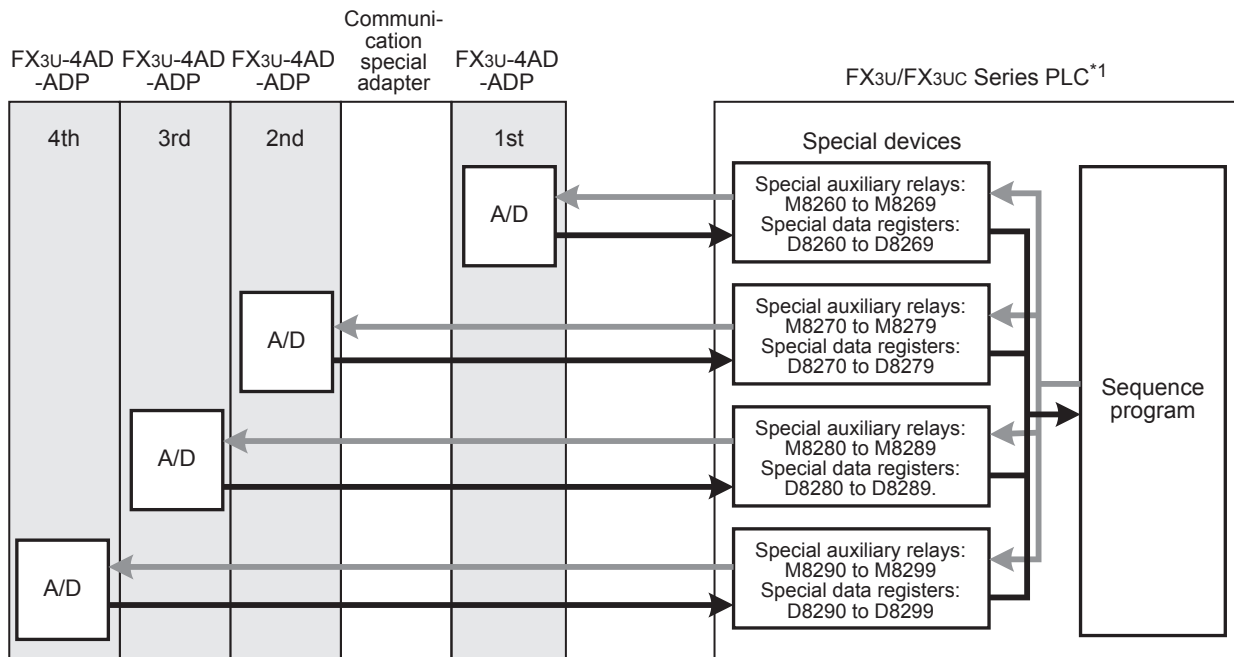 Communi-
cation
special
adapter
FX3U-4AD
-ADP
FX3U-4AD
-ADP
FX3U-4AD
-ADP
FX3U-4AD
-ADP
FX3U/FX3UC Series PLC*1
4th
3rd
2nd
1st
Special devices
A/D
Special auxiliary relays:
M8260 to M8269
Special data registers:
D8260 to D8269
A/D
Special auxiliary relays:
M8270 to M8279
Special data registers:
D8270 to D8279
Sequence
program
A/D
Special auxiliary relays:
M8280 to M8289
Special data registers:
D8280 to D8289.
A/D
Special auxiliary relays:
M8290 to M8299
Special data registers:
D8290 to D8299